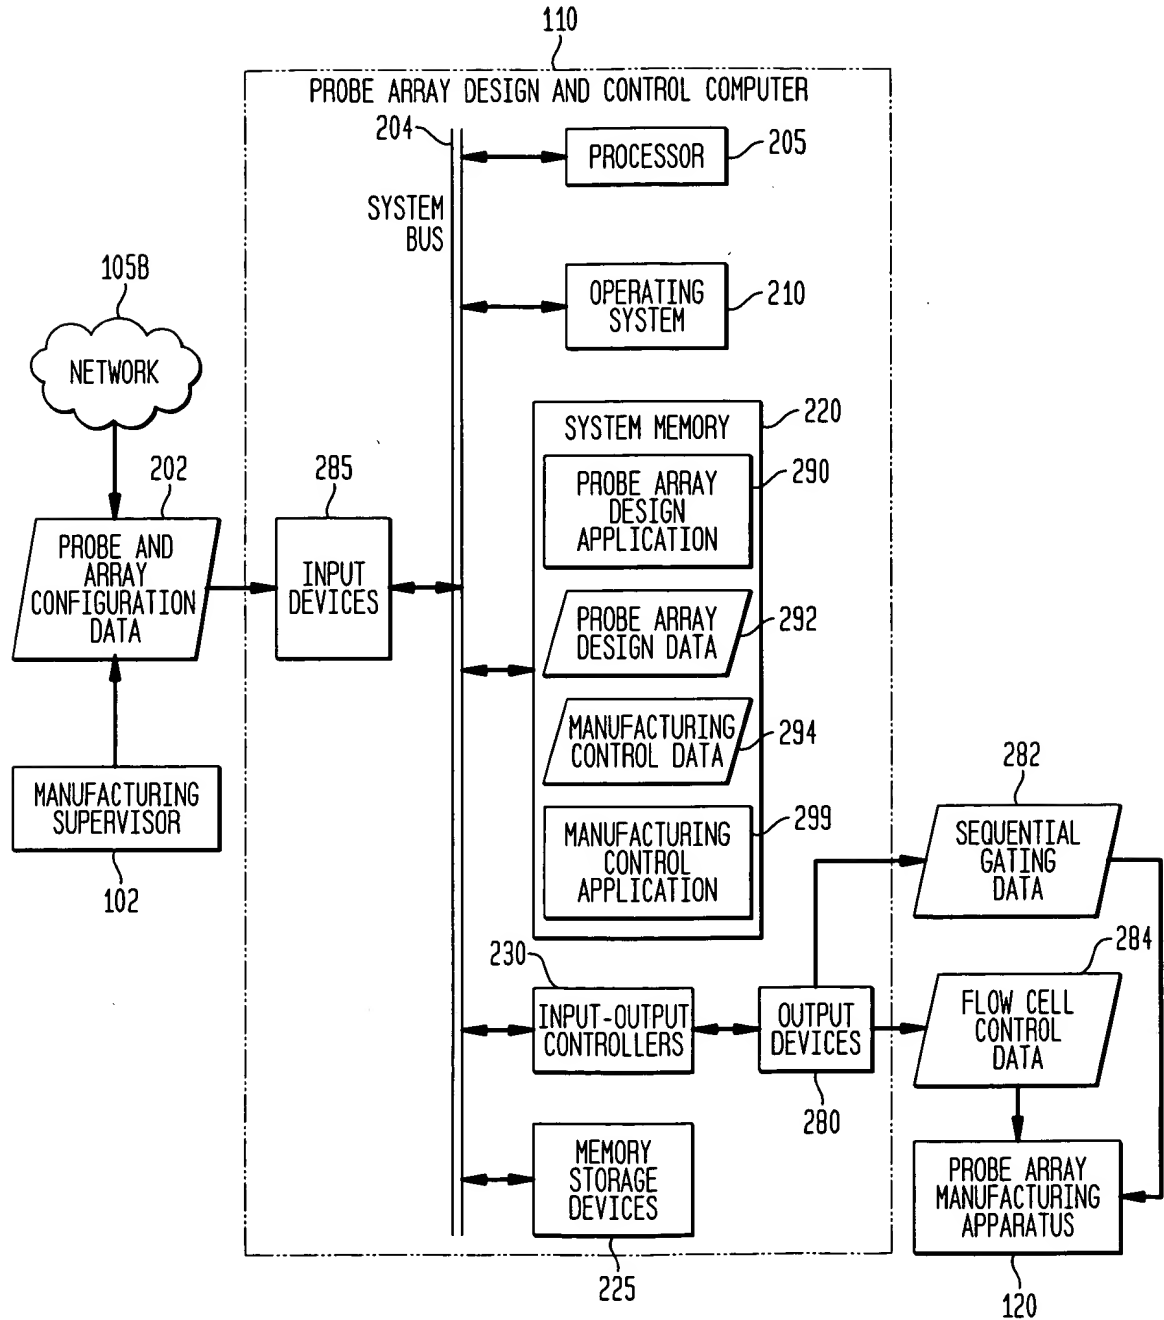 110
PROBE ARRAY DESIGN AND CONTROL COMPUTER
204
PROCESSOR
205
SYSTEM
BUS
105B
NETWORK
OPERATING
SYSTEM
210
SYSTEM MEMORY
220
PROBE ARRAY
DESIGN
APPLICATION
290
202
PROBE AND
ARRAY
CONFIGURATION
DATA
285
INPUT
DEVICES
PROBE ARRAY
DESIGN DATA
292
MANUFACTURING
CONTROL DATA
294
MANUFACTURING
SUPERVISOR
102
MANUFACTURING
CONTROL
APPLICATION
299
282
SEQUENTIAL
GATING
DATA
230
INPUT-OUTPUT
CONTROLLERS
OUTPUT
DEVICES
280
284
FLOW CELL
CONTROL
DATA
MEMORY
STORAGE
DEVICES
225
PROBE ARRAY
MANUFACTURING
APPARATUS
120